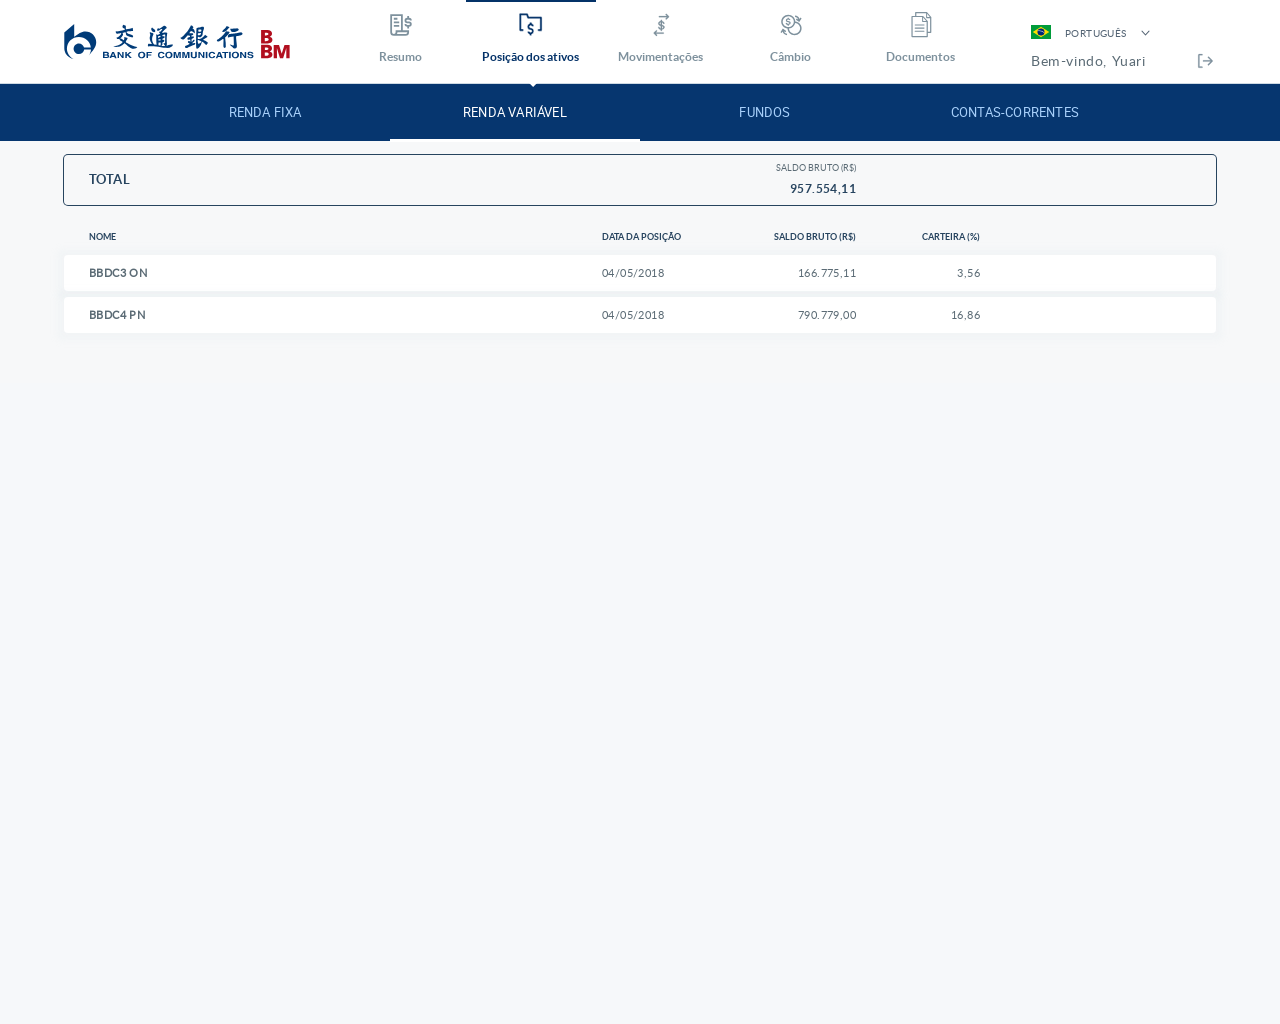 交通銀行
BANK OF COMMUNICATIONS
B
BM
Resumo
Posição dos ativos
Movimentações
Câmbio
Documentos
PORTUGUÊS
Bem-vindo, Yuari
RENDA FIXA
RENDA VARIÁVEL
FUNDOS
CONTAS-CORRENTES
TOTAL
SALDO BRUTO (R$)
957.554,11
NOME DATA DA POSIÇÃO SALDO BRUTO (R$) CARTEIRA (%)
BBDC3 ON 04/05/2018 166.775,11 3,56
BBDC4 PN 04/05/2018 790.779,00 16,86